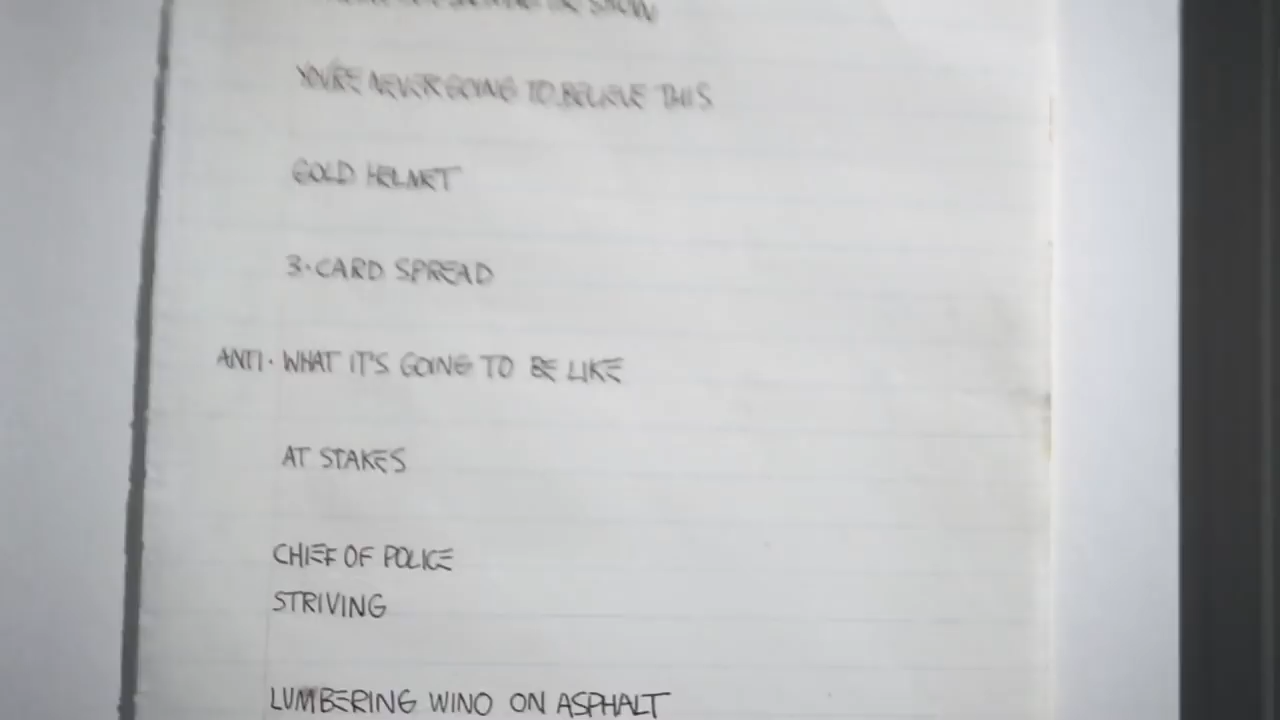 SHOW
YOU'RE NEVER GOING TO BELIEVE THIS
GOLD HELMET
3·CARD SPREAD
ANTI· WHAT IT'S GOING TO BE LIKE
AT STAKES
CHIEF OF POLICE
STRIVING
LUMBERING WINO ON ASPHALT